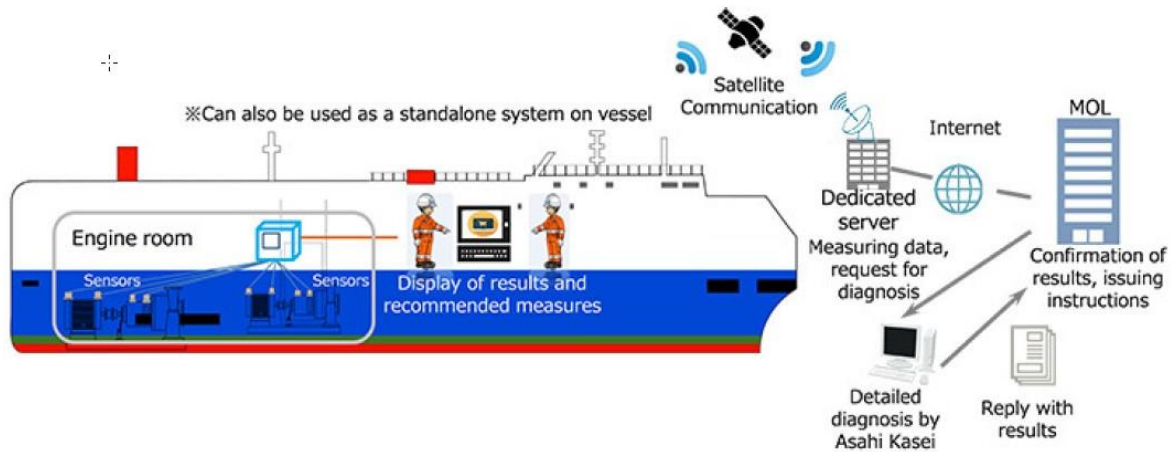 Satellite
Communication
※Can also be used as a standalone system on vessel
MOL
Internet
Engine room
Sensors
Sensors
Display of results and
recommended measures
Dedicated
server
Measuring data,
request for
diagnosis
Confirmation of
results, issuing
instructions
Detailed
diagnosis by
Asahi Kasei
Reply with
results